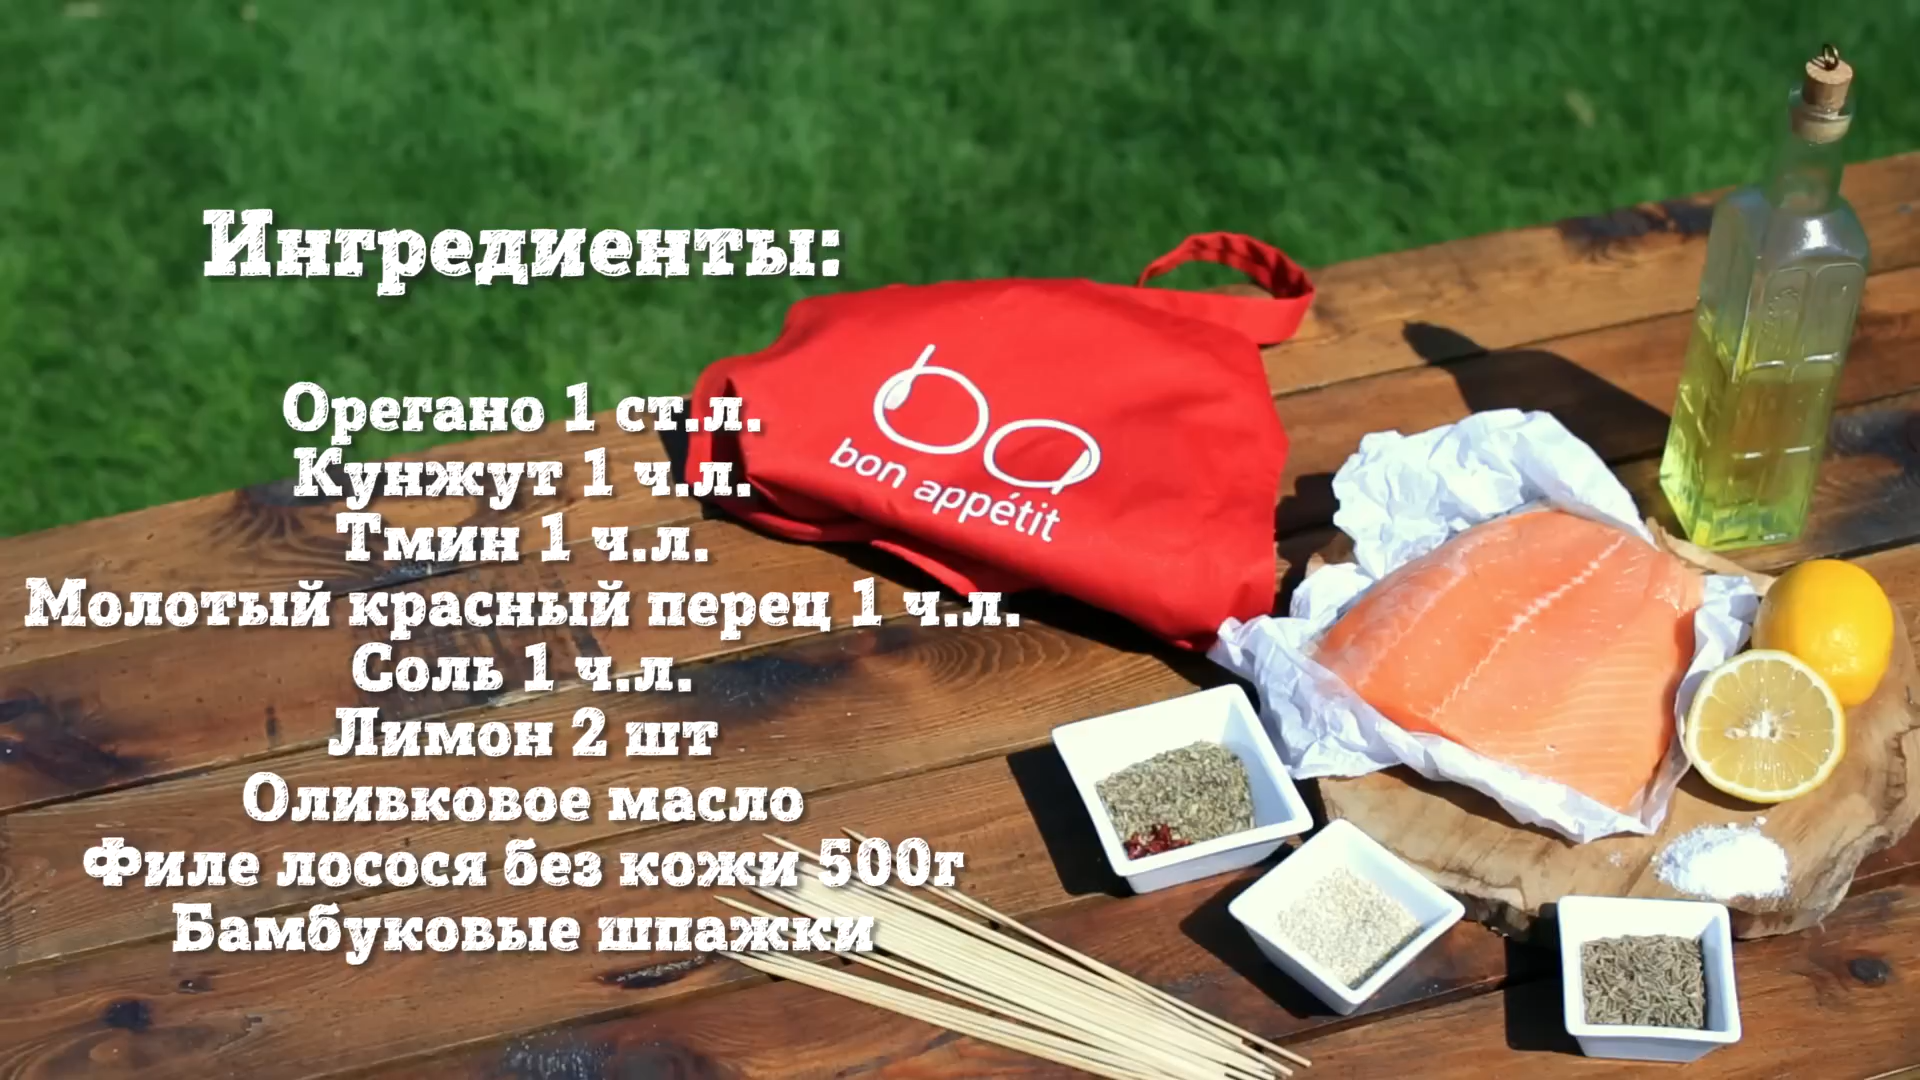 Ингредиенты:
Орегано 1 ст.л.
Кунжут 1 ч.л.
Тмин 1 ч.л.
Молотый красный перец 1 ч.л.
Соль 1 ч.л.
Лимон 2 шт
Оливковое масло
Филе лосося без кожи 500г
Бамбуковые шпажки
ba
bon appétit